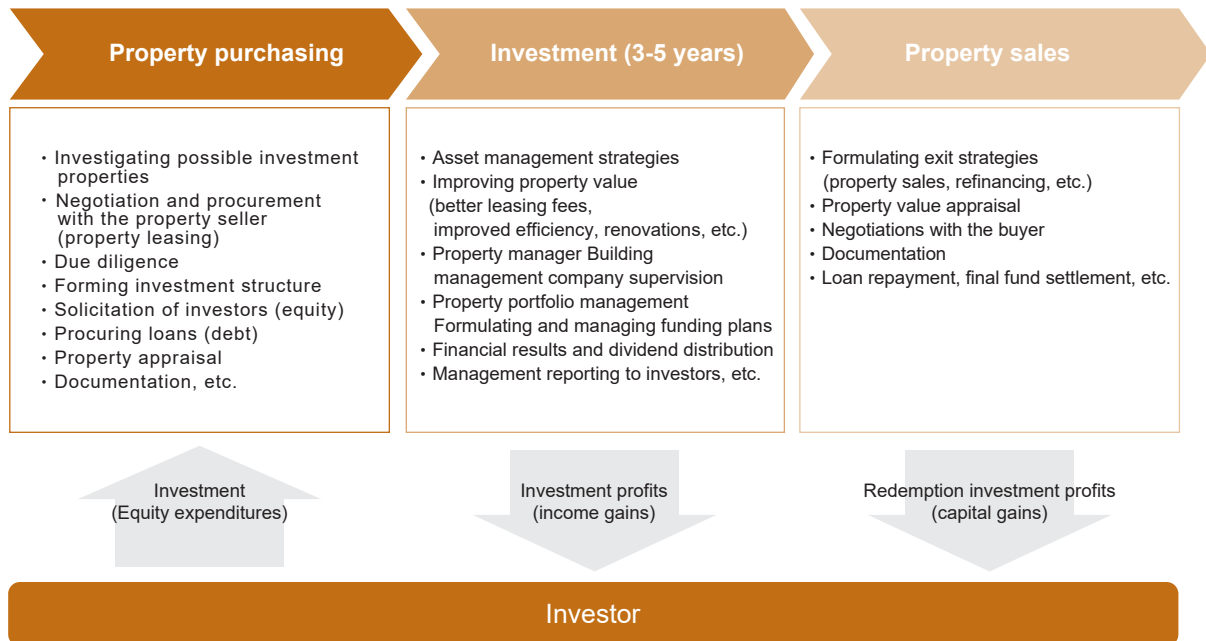 Property purchasing
Investment (3-5 years)
Property sales
・Investigating possible investment
properties
・Negotiation and procurement
with the property seller
(property leasing)
・Due diligence
・Forming investment structure
・Solicitation of investors (equity)
・Procuring loans (debt)
・Property appraisal
・Documentation, etc.
・Asset management strategies
・Improving property value
(better leasing fees,
improved efficiency, renovations, etc.)
・Property manager Building
management company supervision
・Property portfolio management
Formulating and managing funding plans
・Financial results and dividend distribution
・Management reporting to investors, etc.
・Formulating exit strategies
(property sales, refinancing, etc.)
・Property value appraisal
・Negotiations with the buyer
・Documentation
・Loan repayment, final fund settlement, etc.
Investment
(Equity expenditures)
Investment profits
(income gains)
Redemption investment profits
(capital gains)
Investor